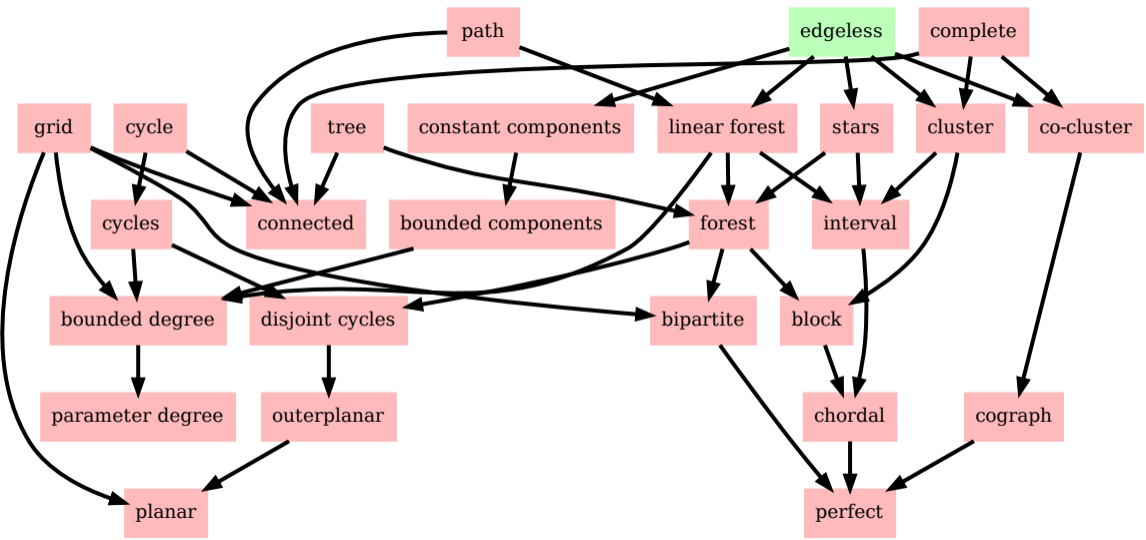 path
edgeless
complete
grid
cycle
tree
constant components
linear forest
stars
cluster
co-cluster
cycles
connected
bounded components
forest
interval
bounded degree
disjoint cycles
bipartite
block
parameter degree
outerplanar
chordal
cograph
planar
perfect